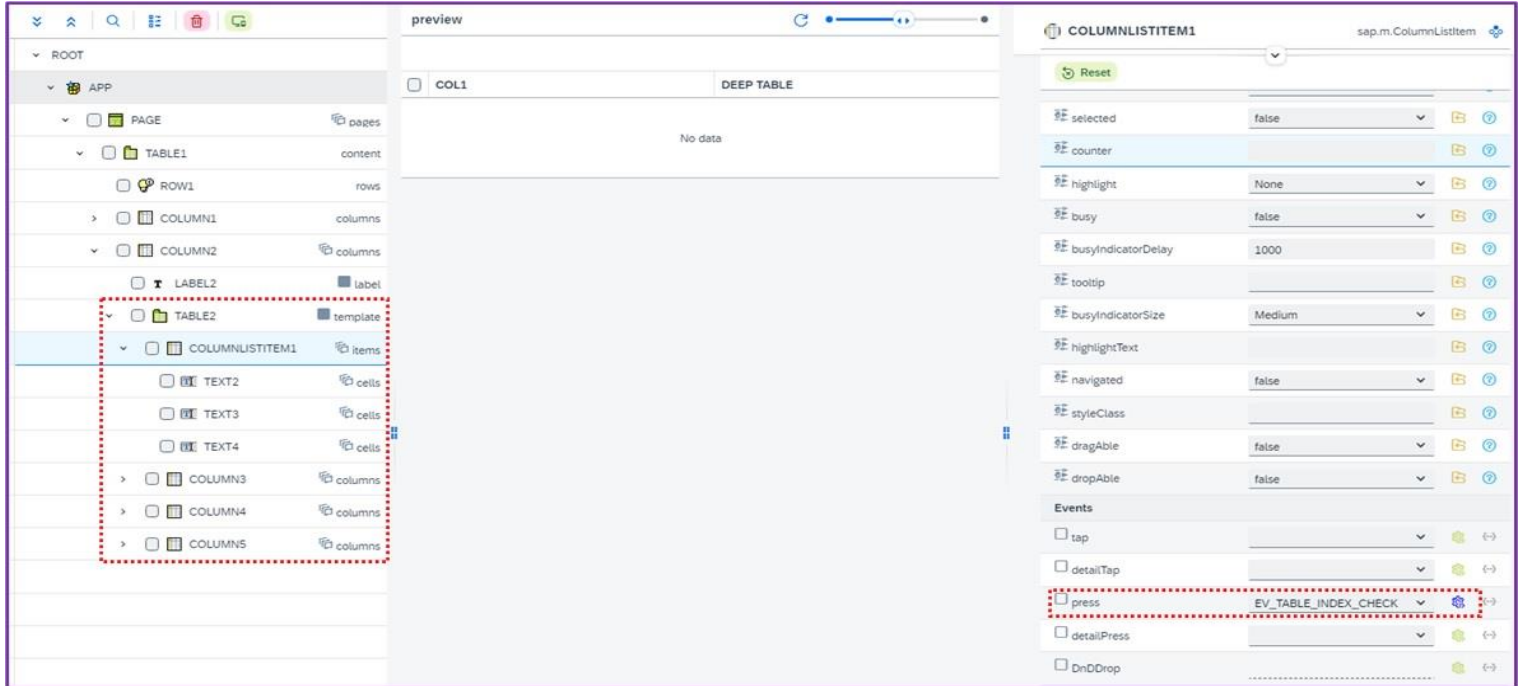 preview
COLUMNLISTITEM1 sap.m.ColumnListItem
ROOT
APP
PAGE pages
TABLE1 content
ROW1 rows
COLUMN1 columns
COLUMN2 columns
LABEL2 label
TABLE2 template
COLUMNLISTITEM1 items
TEXT2 cells
TEXT3 cells
TEXT4 cells
COLUMN3 columns
COLUMN4 columns
COLUMN5 columns
COL1 DEEP TABLE
No data
Reset
selected false
counter
highlight None
busy false
busyIndicatorDelay 1000
tooltip
busyIndicatorSize Medium
highlightText
navigated false
styleClass
dragAble false
dropAble false
Events
tap
detailTap
press EV_TABLE_INDEX_CHECK
detailPress
DnDDrop